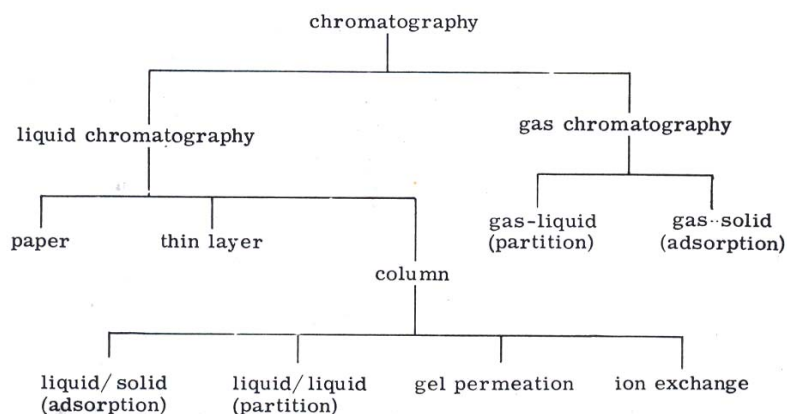 chromatography
liquid chromatography
gas chromatography
paper
thin layer
column
gas-liquid
(partition)
gas-solid
(adsorption)
liquid/solid
(adsorption)
liquid/liquid
(partition)
gel permeation
ion exchange